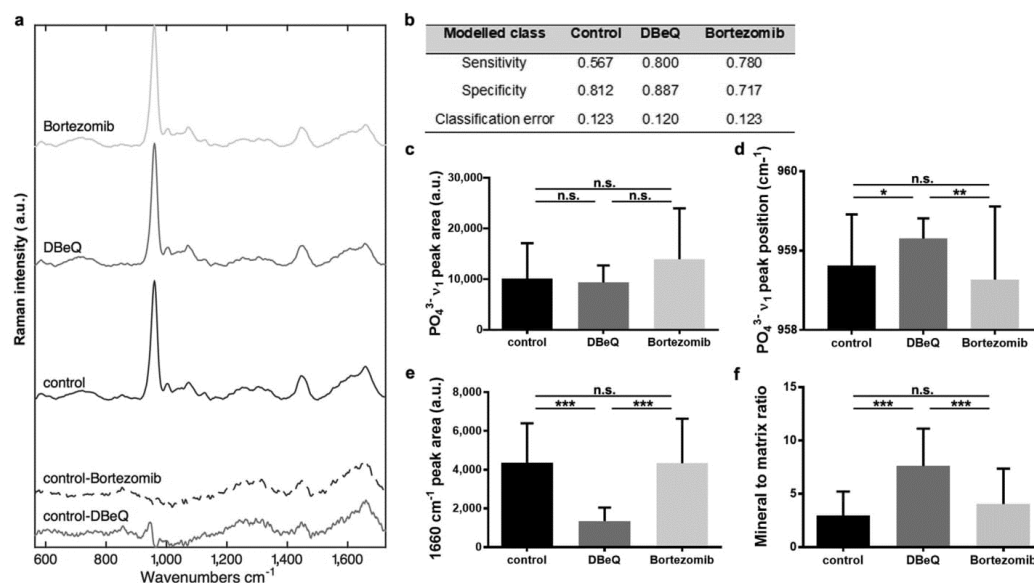 a
Raman intensity ( a.u.)
Bortezomib
DBeQ
control
control-Bortezomib
control-DBeQ
600 800 1,000 1,200 1,400 1,600
Wavenumbers cm⁻¹
b
Modelled class Control DBeQ Bortezomib
Sensitivity 0.567 0.800 0.780
Specificity 0.812 0.887 0.717
Classification error 0.123 0.120 0.123
c
PO₄³⁻ ν₁ peak area (a.u.)
30,000
20,000
10,000
0
n.s.
n.s. n.s.
control DBeQ Bortezomib
d
PO₄³⁻ ν₁ peak position (cm-¹)
960
959
958
n.s.
* **
control DBeQ Bortezomib
e
1660 cm⁻¹ peak area (a.u.)
8,000
6,000
4,000
2,000
0
n.s.
*** ***
control DBeQ Bortezomib
f
Mineral to matrix ratio
15
10
5
0
n.s.
*** ***
control DBeQ Bortezomib